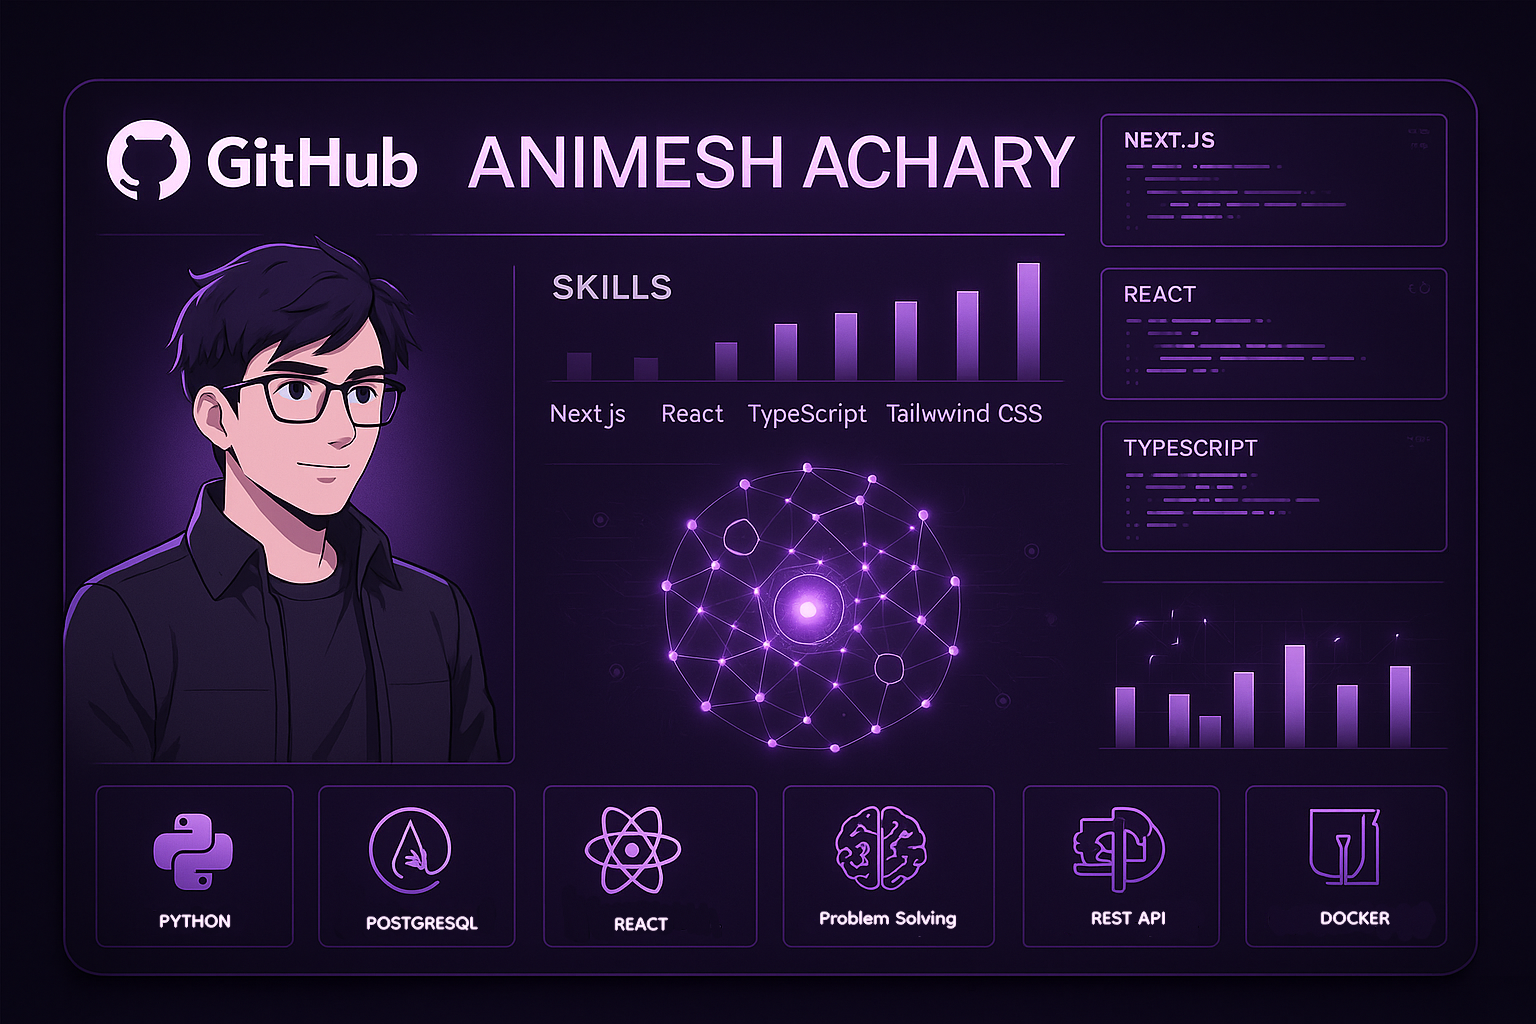 GitHub ANIMESH ACHARY
SKILLS
Next js React TypeScript Tailwwind CSS
NEXT.JS
REACT
TYPESCRIPT
PYTHON
POSTGRESQL
REACT
Problem Solving
REST API
DOCKER